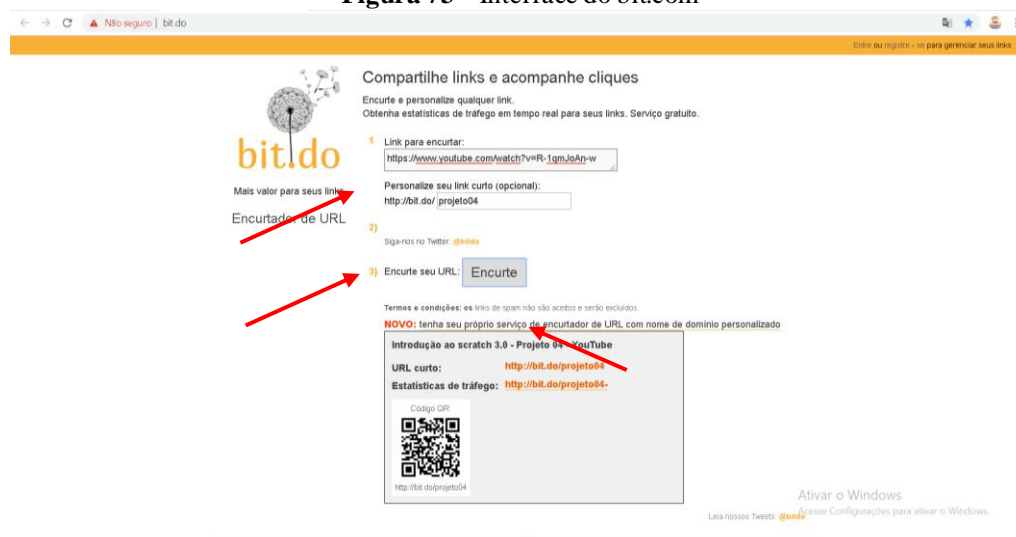 Figura 73 - Interface do bit.com
Não seguro | bit.do
Entre ou registre - se para gerenciar seus links.
bit.do
Mais valor para seus links
Encurtador de URL
Compartilhe links e acompanhe cliques
Encurte e personalize qualquer link.
Obtenha estatísticas de tráfego em tempo real para seus links. Serviço gratuito.
1 Link para encurtar:
https://www.youtube.com/watch?v=R-1qmJoAn-w
Personalize seu link curto (opcional):
http://bit.do/ projeto04
2)
Siga-nos no Twitter: @bitdo
3) Encurte seu URL: Encurte
Termos e condições: os links de spam não são aceitos e serão excluídos
NOVO: tenha seu próprio serviço de encurtador de URL com nome de domínio personalizado
Introdução ao scratch 3.0 - Projeto 04 - YouTube
URL curto: http://bit.do/projeto04
Estatísticas de tráfego: http://bit.do/projeto04-
Código QR:
http://bit.do/projeto04
Ativar o Windows
Acesse Configurações para ativar o Windows.
Leia nossos Tweets: @bitdo